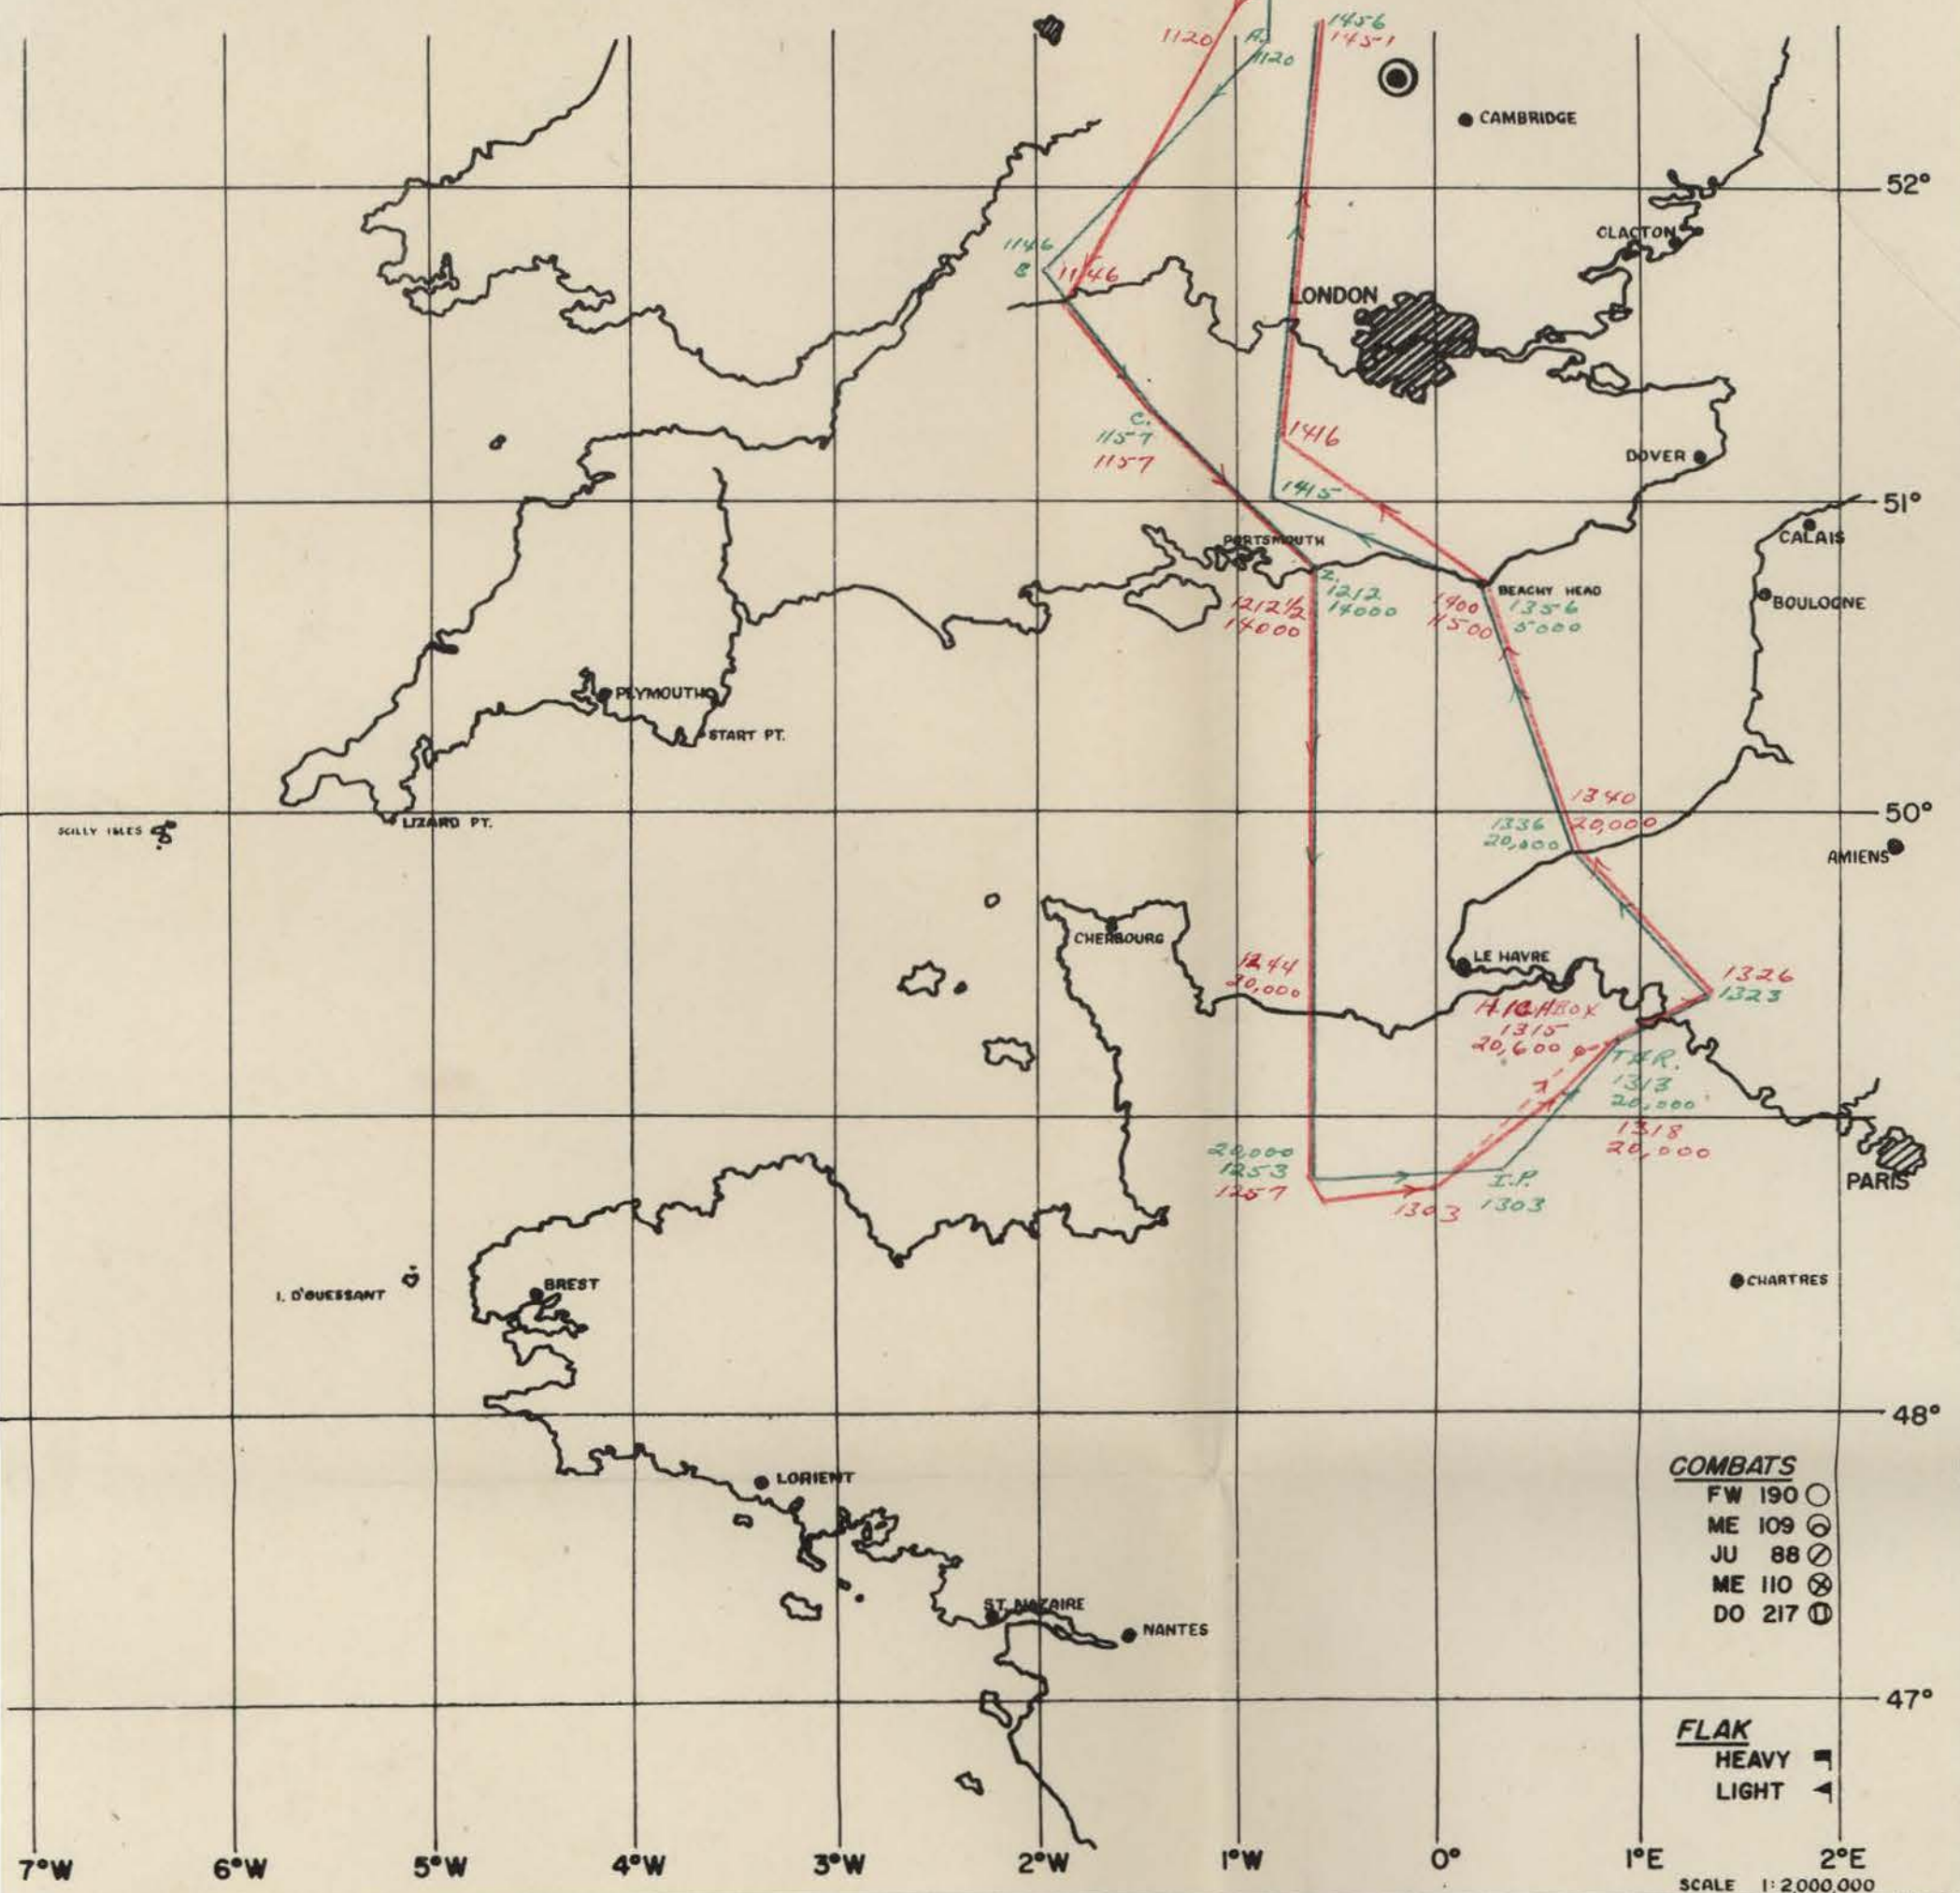 1456
1451
1120
A.
1120
CAMBRIDGE
52°
CLACTON
1146
B
1146
LONDON
1416
C.
1157
1157
DOVER
1415
51°
CALAIS
PORTSMOUTH
Z.
1212
14000
1212½
14000
BEACHY HEAD
1400
11500
1356
5000
BOULOGNE
PLYMOUTH
START PT.
1340
20,000
50°
1336
20,000
SCILLY ISLES
LIZARD PT.
AMIENS
CHERBOURG
LE HAVRE
1244
20,000
1326
1323
HIGHBOX
1315
20,600
TAR.
1313
20,000
1318
20,000
20,000
1253
1257
I.P.
1303
1303
PARIS
I. D'OUESSANT
BREST
CHARTRES
48°
LORIENT
COMBATS
FW 190
ME 109
JU 88
ME 110
DO 217
ST. NAZAIRE
NANTES
47°
FLAK
HEAVY
LIGHT
7°W 6°W 5°W 4°W 3°W 2°W 1°W 0° 1°E 2°E
SCALE 1:2,000,000